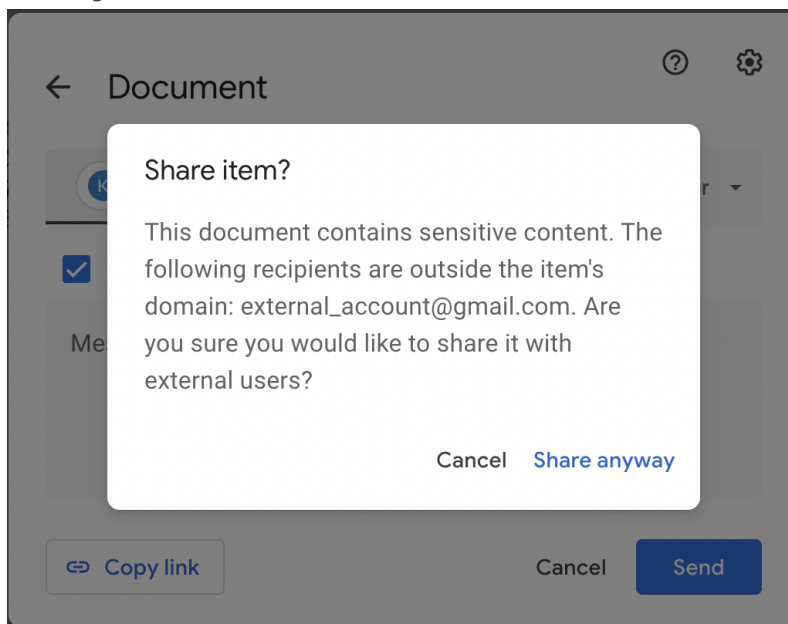 Document
Share item?
K
r
This document contains sensitive content. The
following recipients are outside the item's
domain: external_account@gmail.com. Are
you sure you would like to share it with
external users?
Me
Cancel Share anyway
Copy link Cancel Send